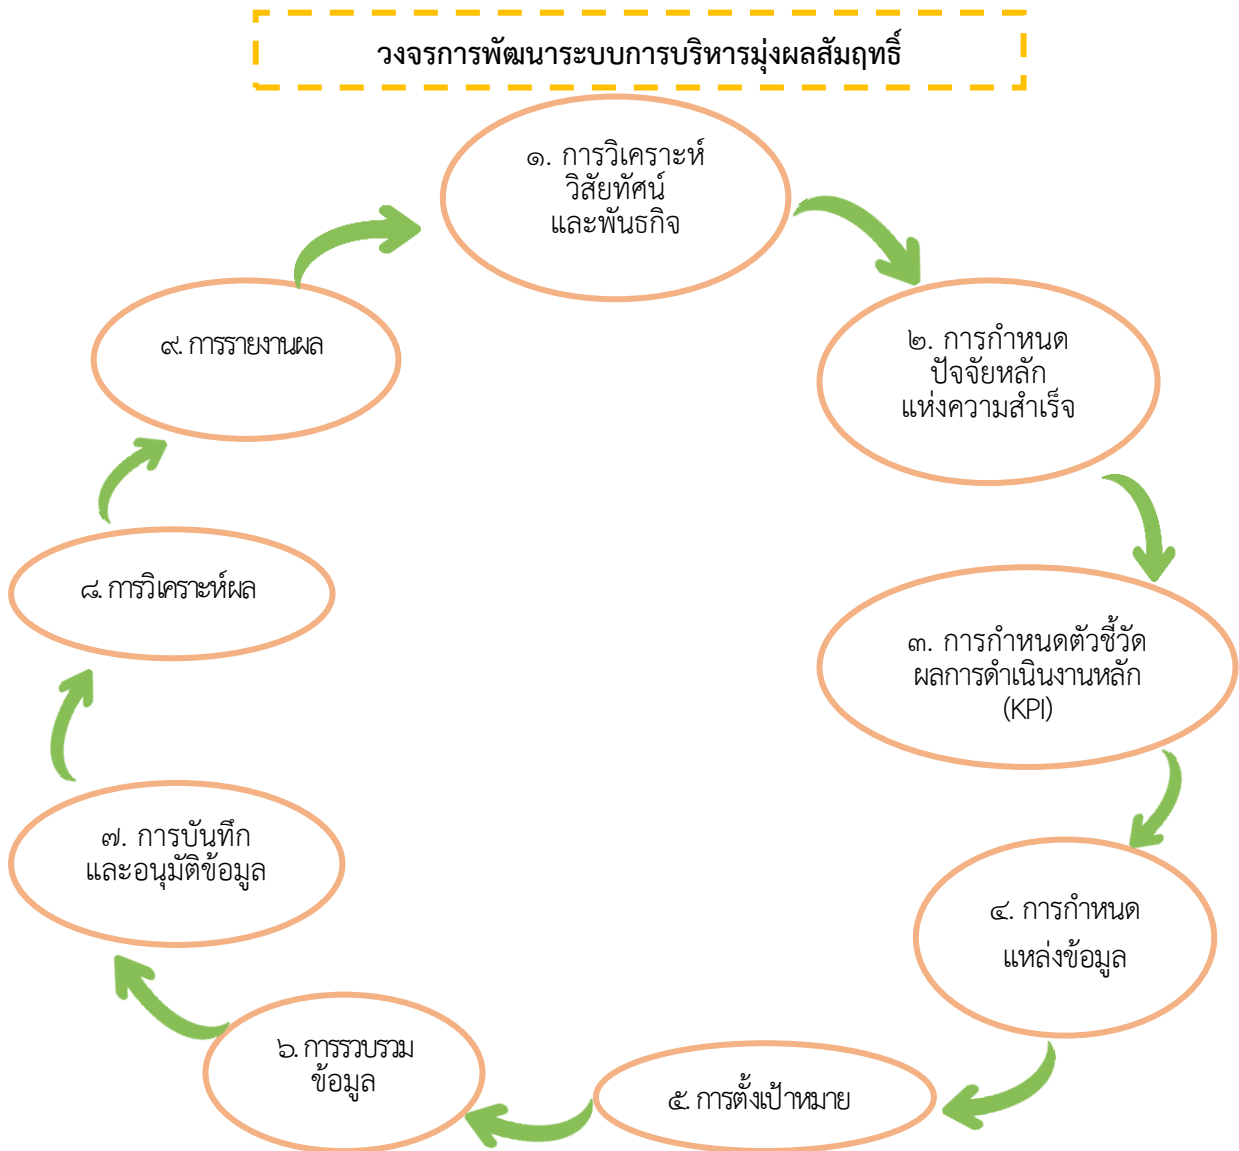 วงจรการพัฒนาระบบการบริหารมุ่งผลสัมฤทธิ์
๑. การวิเคราะห์
วิสัยทัศน์
และพันธกิจ
๒. การกำหนด
ปัจจัยหลัก
แห่งความสำเร็จ
๓. การกำหนดตัวชี้วัด
ผลการดำเนินงานหลัก
(KPI)
๔. การกำหนด
แหล่งข้อมูล
๕. การตั้งเป้าหมาย
๖. การรวบรวม
ข้อมูล
๗. การบันทึก
และอนุมัติข้อมูล
๘. การวิเคราะห์ผล
๙. การรายงานผล